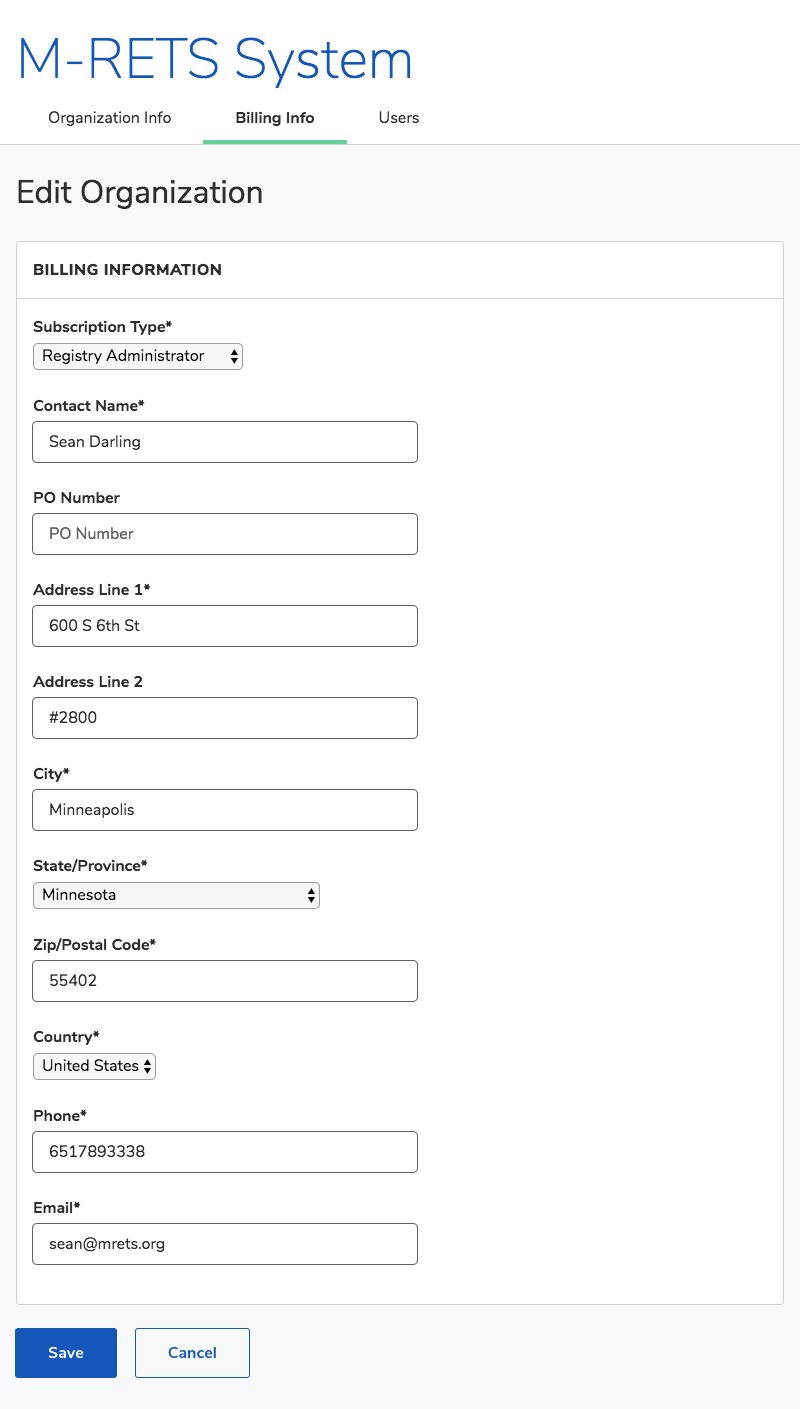 M-RETS System
Organization Info Billing Info Users
Edit Organization
BILLING INFORMATION
Subscription Type*
Registry Administrator
Contact Name*
Sean Darling
PO Number
PO Number
Address Line 1*
600 S 6th St
Address Line 2
#2800
City*
Minneapolis
State/Province*
Minnesota
Zip/Postal Code*
55402
Country*
United States
Phone*
6517893338
Email*
sean@mrets.org
Save Cancel